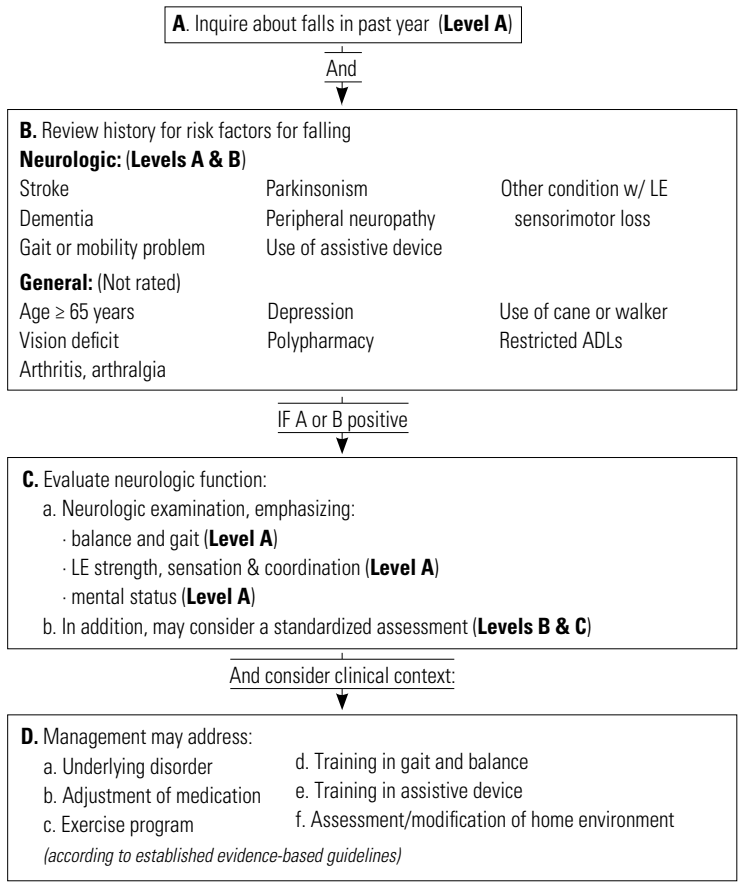 A. Inquire about falls in past year (Level A)
And
B. Review history for risk factors for falling
Neurologic: (Levels A & B)
Stroke Parkinsonism Other condition w/ LE
Dementia Peripheral neuropathy sensorimotor loss
Gait or mobility problem Use of assistive device
General: (Not rated)
Age ≥ 65 years Depression Use of cane or walker
Vision deficit Polypharmacy Restricted ADLs
Arthritis, arthralgia
IF A or B positive
C. Evaluate neurologic function:
a. Neurologic examination, emphasizing:
· balance and gait (Level A)
· LE strength, sensation & coordination (Level A)
· mental status (Level A)
b. In addition, may consider a standardized assessment (Levels B & C)
And consider clinical context:
D. Management may address:
a. Underlying disorder
b. Adjustment of medication
c. Exercise program
d. Training in gait and balance
e. Training in assistive device
f. Assessment/modification of home environment
(according to established evidence-based guidelines)